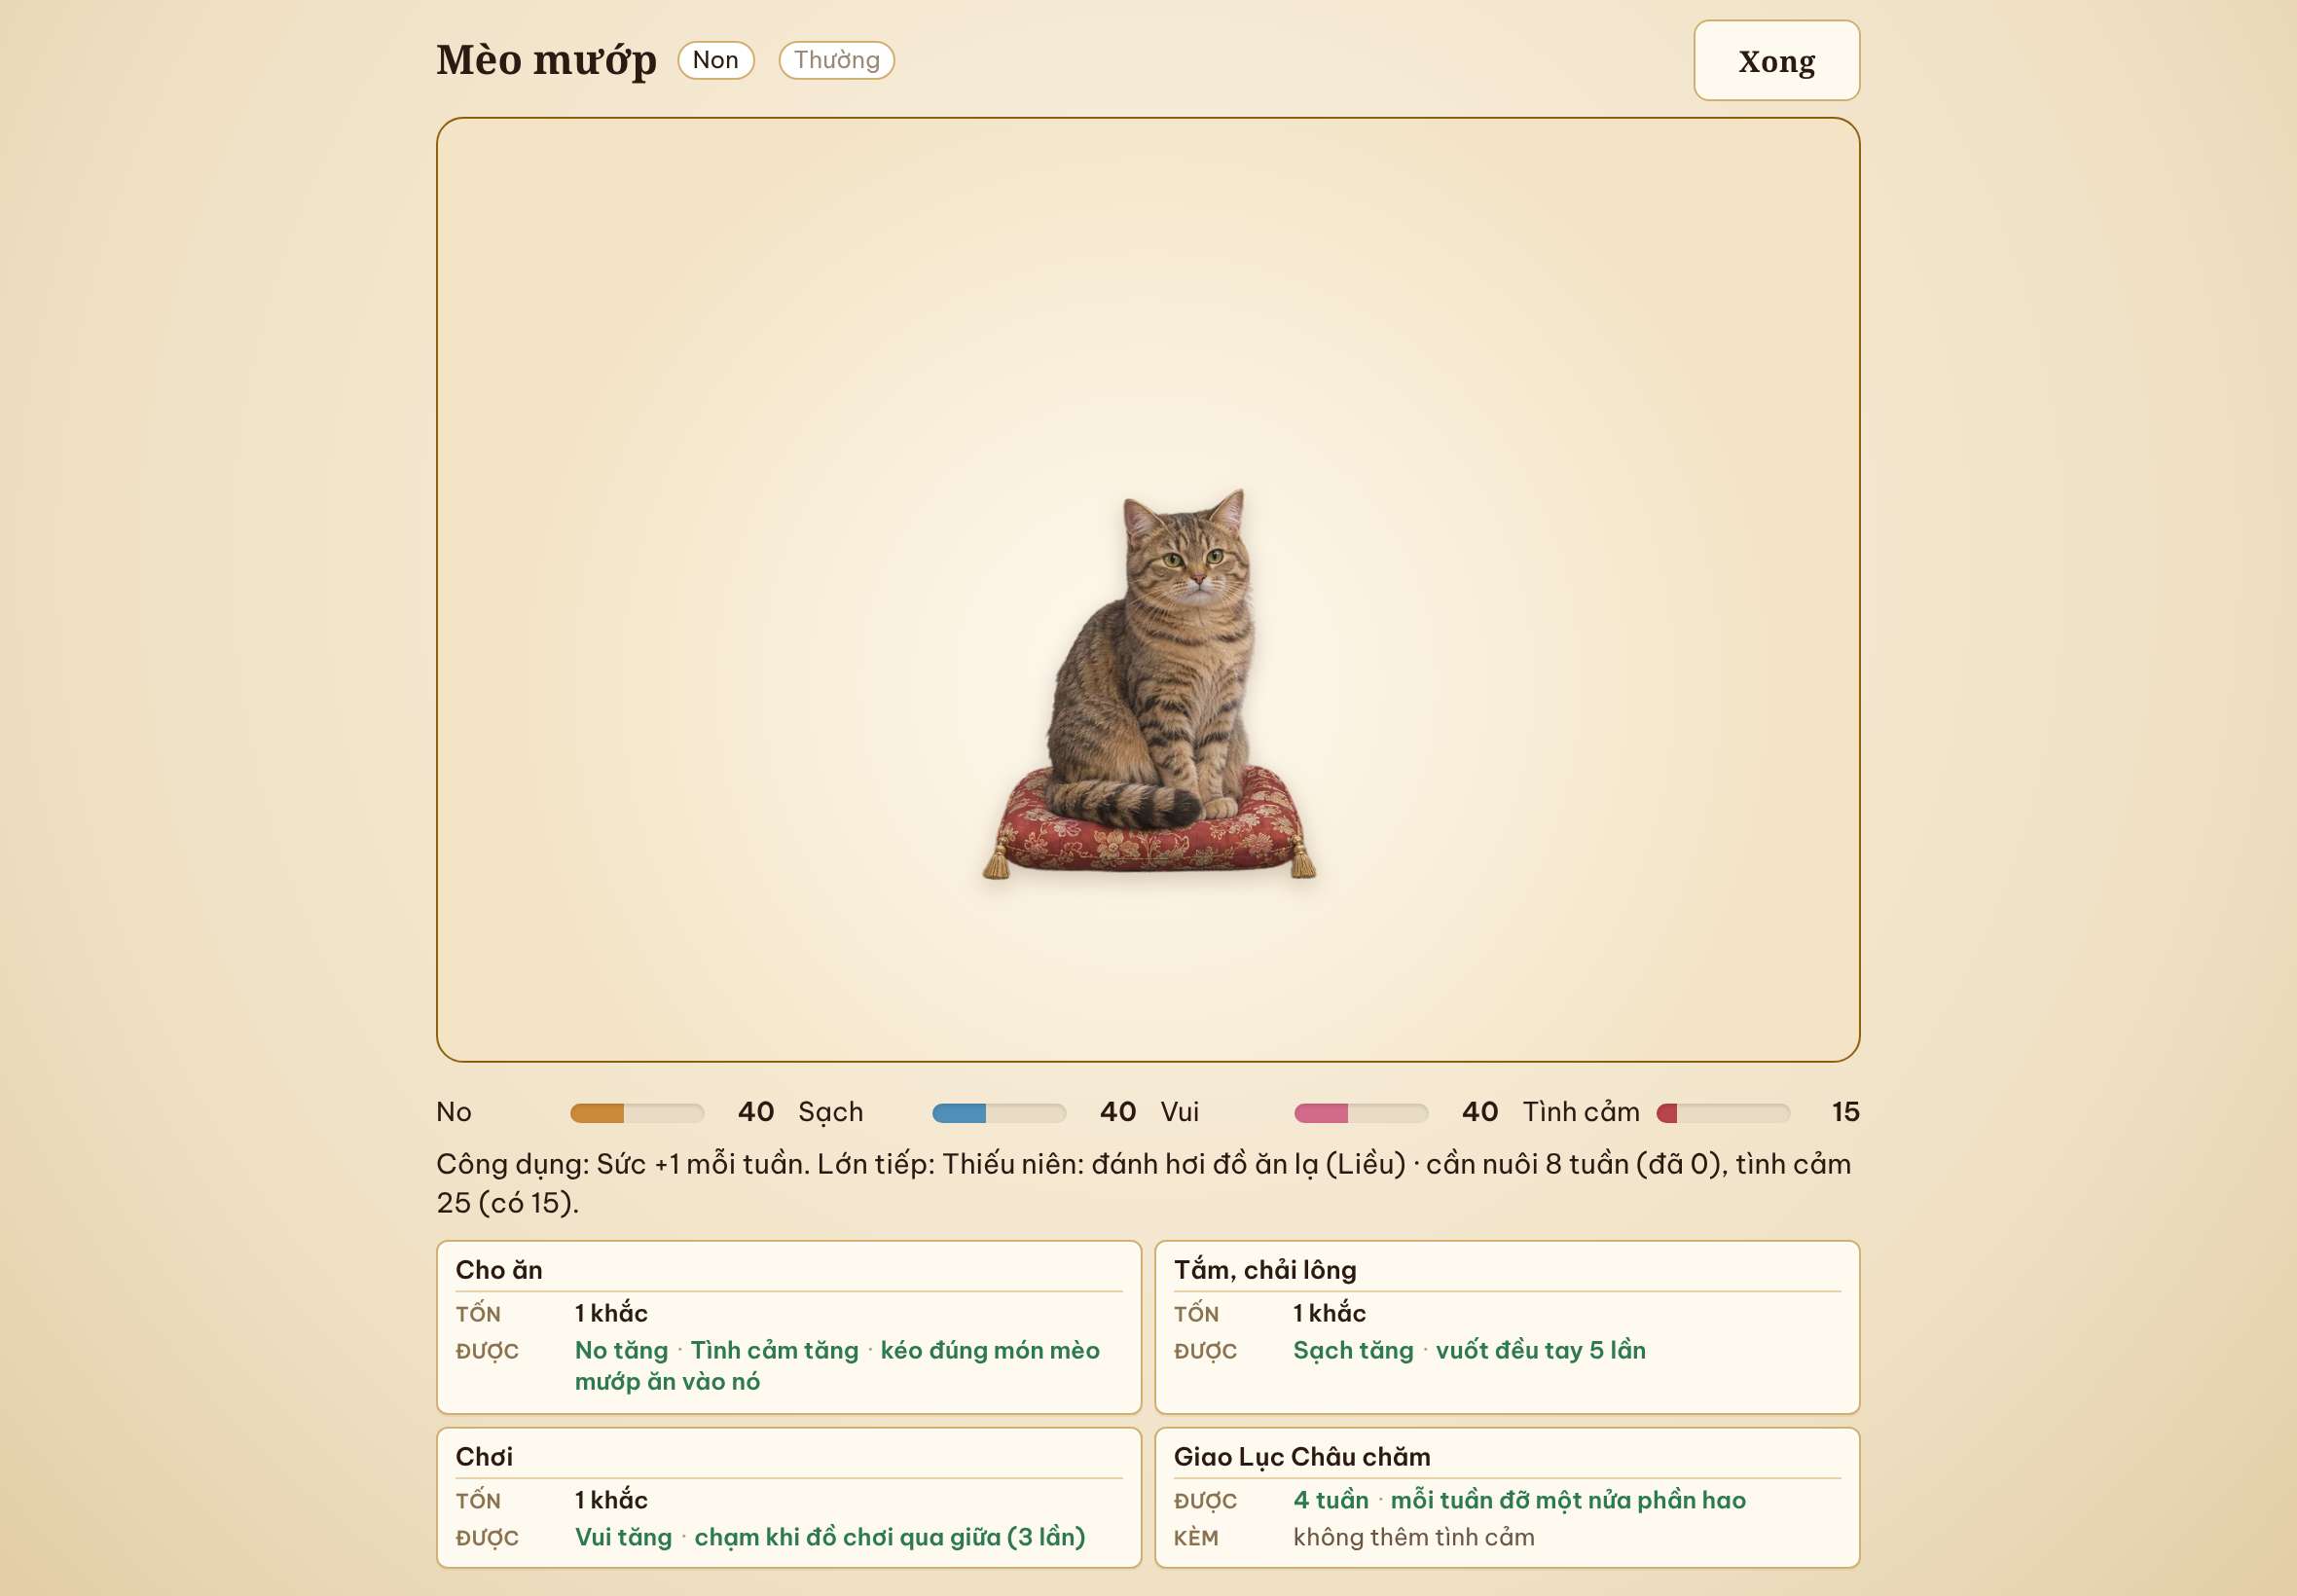 Mèo mướp Non Thường Xong
No 40 Sạch 40 Vui 40 Tình cảm 15
Công dụng: Sức +1 mỗi tuần. Lớn tiếp: Thiếu niên: đánh hơi đồ ăn lạ (Liều) · cần nuôi 8 tuần (đã 0), tình cảm
25 (có 15).
Cho ăn
TỐN 1 khắc
ĐƯỢC No tăng · Tình cảm tăng · kéo đúng món mèo
mướp ăn vào nó
Tắm, chải lông
TỐN 1 khắc
ĐƯỢC Sạch tăng · vuốt đều tay 5 lần
Chơi
TỐN 1 khắc
ĐƯỢC Vui tăng · chạm khi đồ chơi qua giữa (3 lần)
Giao Lục Châu chăm
ĐƯỢC 4 tuần · mỗi tuần đỡ một nửa phần hao
KÈM không thêm tình cảm